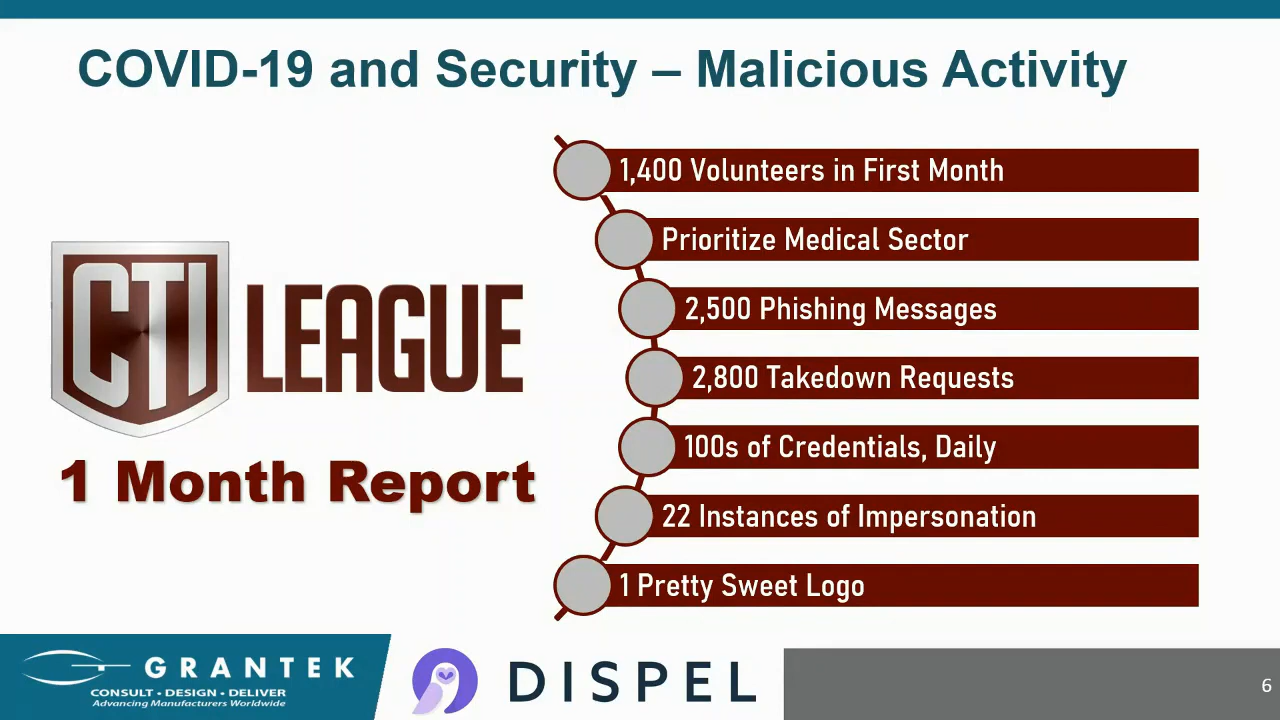 COVID-19 and Security – Malicious Activity
CTI LEAGUE
1 Month Report
1,400 Volunteers in First Month
Prioritize Medical Sector
2,500 Phishing Messages
2,800 Takedown Requests
100s of Credentials, Daily
22 Instances of Impersonation
1 Pretty Sweet Logo
GRANTEK
CONSULT • DESIGN • DELIVER
Advancing Manufacturers Worldwide
DISPEL
6